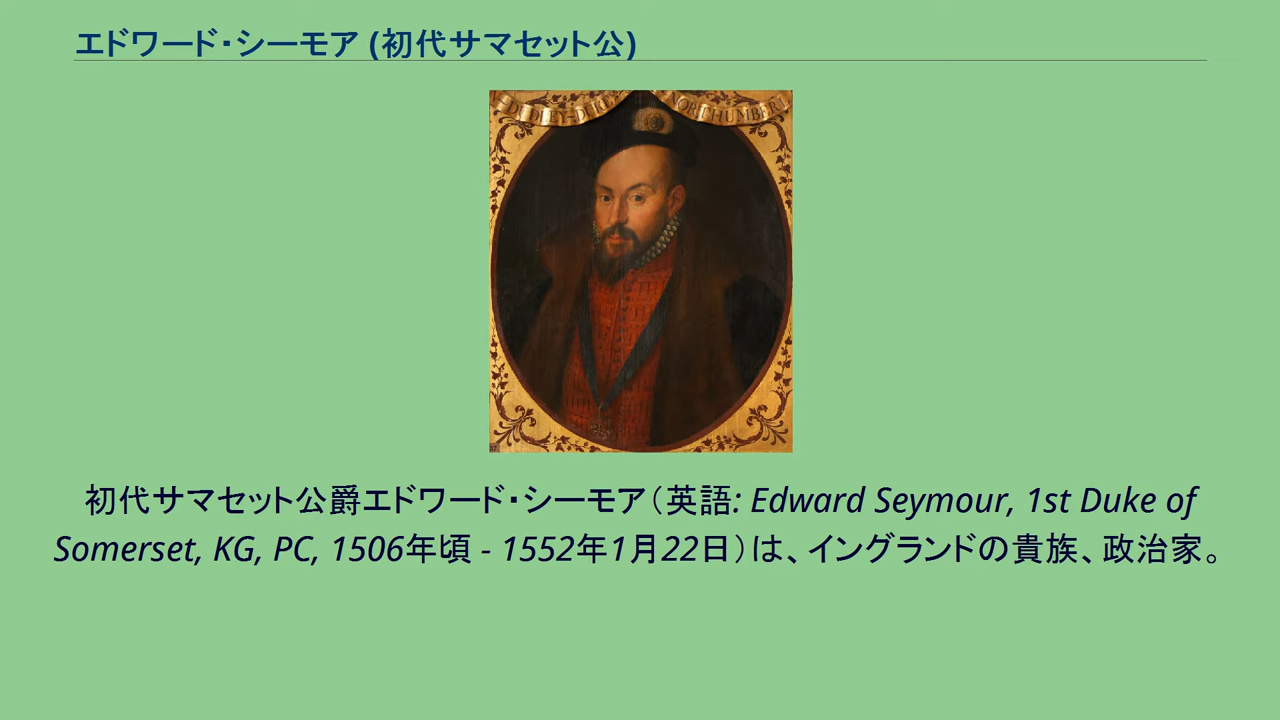 エドワード・シーモア (初代サマセット公)
DUDLEY-DUKE NORTHUMBERL
初代サマセット公爵エドワード・シーモア（英語: Edward Seymour, 1st Duke of
Somerset, KG, PC, 1506年頃 - 1552年1月22日）は、イングランドの貴族、政治家。